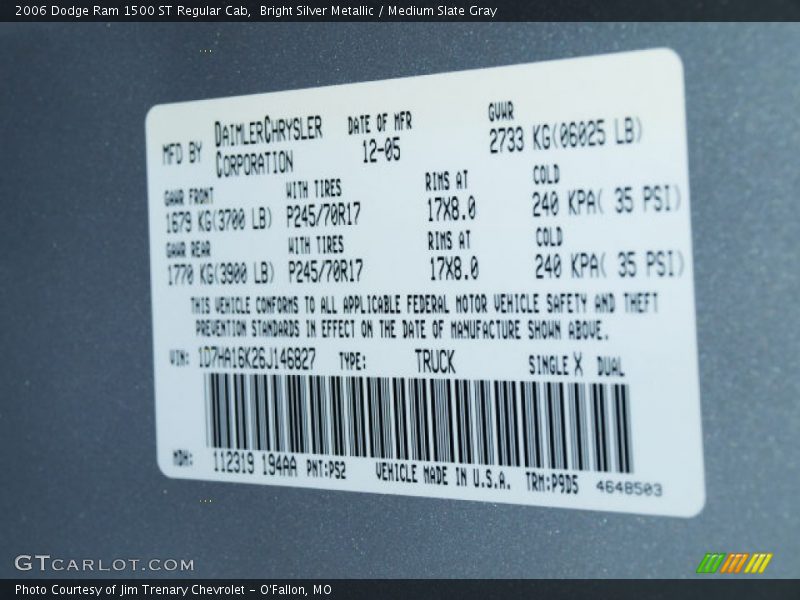 2006 Dodge Ram 1500 ST Regular Cab,  Bright Silver Metallic / Medium Slate Gray
MFD BY DAIMLERCHRYSLER CORPORATION DATE OF MFR 12-05 GVWR 2733 KG(06025 LB)
GAWR FRONT WITH TIRES RIMS AT COLD
1679 KG(3700 LB) P245/70R17 17X8.0 240 KPA( 35 PSI)
GAWR REAR WITH TIRES RIMS AT COLD
1770 KG(3900 LB) P245/70R17 17X8.0 240 KPA( 35 PSI)
THIS VEHICLE CONFORMS TO ALL APPLICABLE FEDERAL MOTOR VEHICLE SAFETY AND THEFT
PREVENTION STANDARDS IN EFFECT ON THE DATE OF MANUFACTURE SHOWN ABOVE.
VIN: 1D7HA16K26J146827 TYPE: TRUCK SINGLE X DUAL
MDH: 112319 194AA PNT:PS2 VEHICLE MADE IN U.S.A. TRM:P9D5 4648503
GTCARLOT.COM
Photo Courtesy of Jim Trenary Chevrolet - O'Fallon, MO